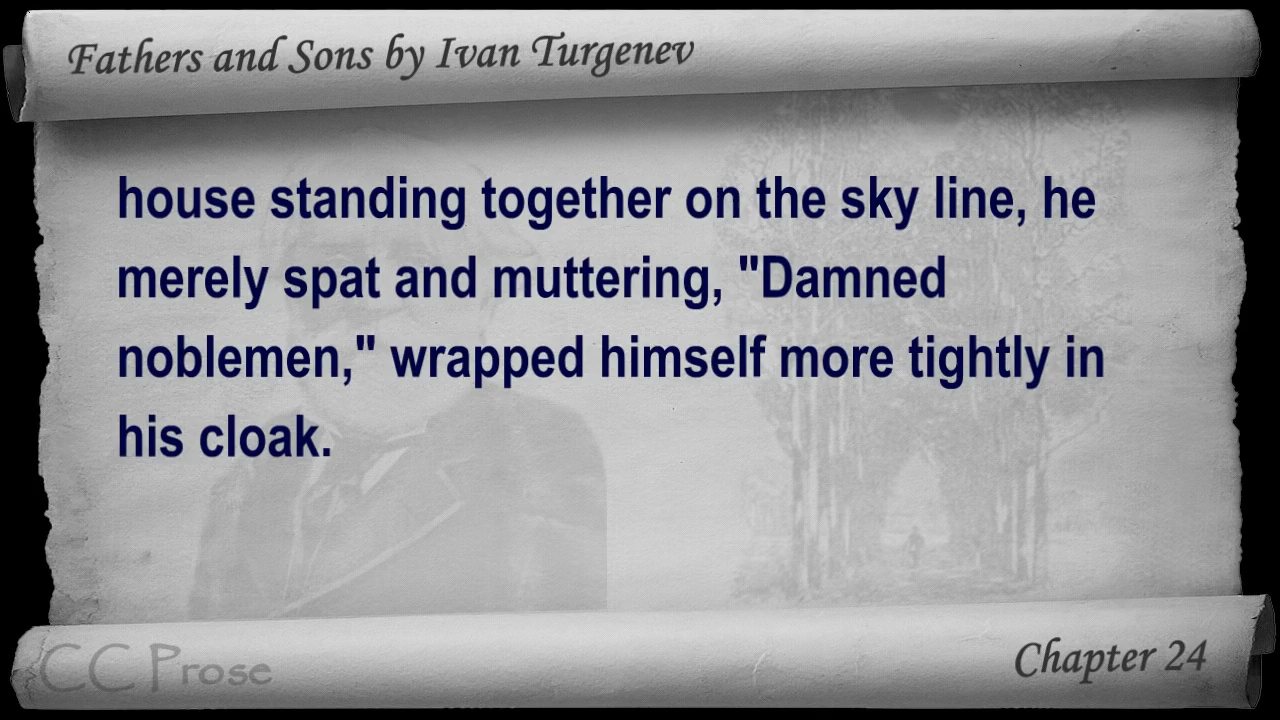 Fathers and Sons by Ivan Turgenev
house standing together on the sky line, he
merely spat and muttering, "Damned
noblemen," wrapped himself more tightly in
his cloak.
CC Prose
Chapter 24